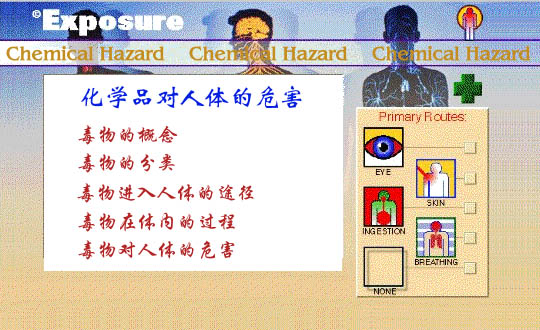 ©Exposure
Chemical Hazard Chemical Hazard Chemical Hazard
化学品对人体的危害
毒物的概念
毒物的分类
毒物进入人体的途径
毒物在体内的过程
毒物对人体的危害
Primary Routes:
EYE
SKIN
INGESTION
BREATHING
NONE